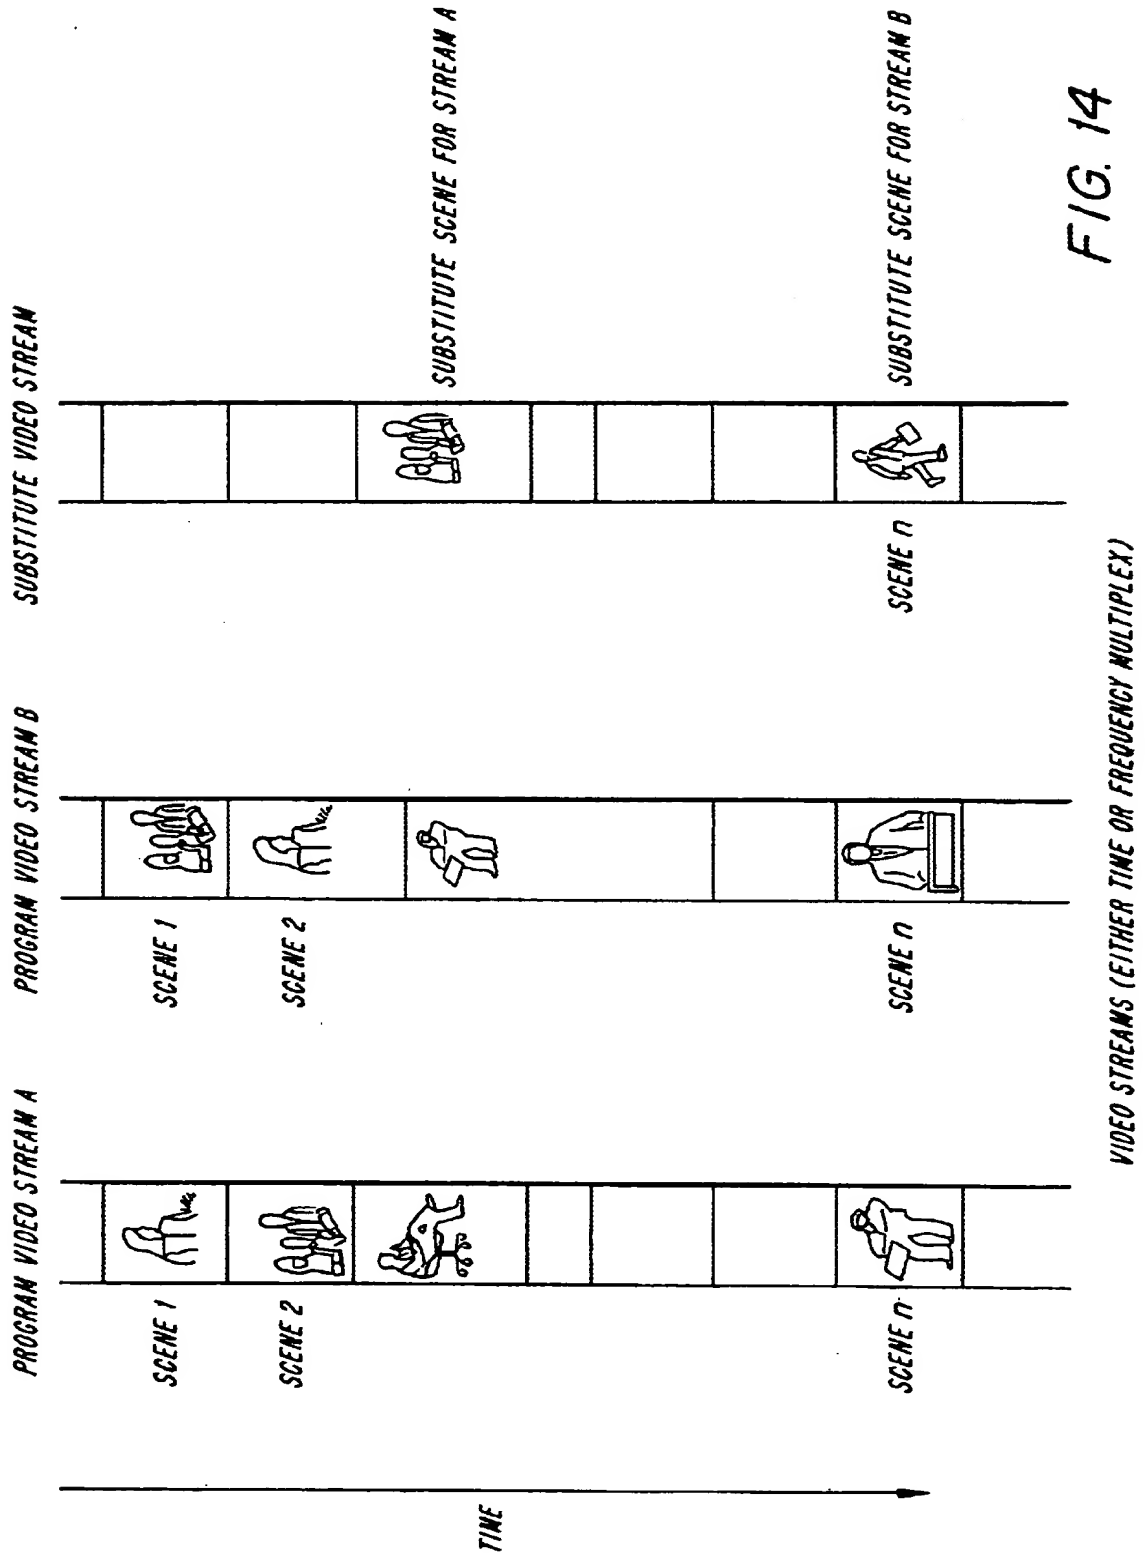 PROGRAM VIDEO STREAM A
PROGRAM VIDEO STREAM B
SUBSTITUTE VIDEO STREAM
TIME
SCENE 1
SCENE 2
SCENE n
SCENE 1
SCENE 2
SCENE n
SCENE n
SUBSTITUTE SCENE FOR STREAM A
SUBSTITUTE SCENE FOR STREAM B
VIDEO STREAMS (EITHER TIME OR FREQUENCY MULTIPLEX)
FIG. 14